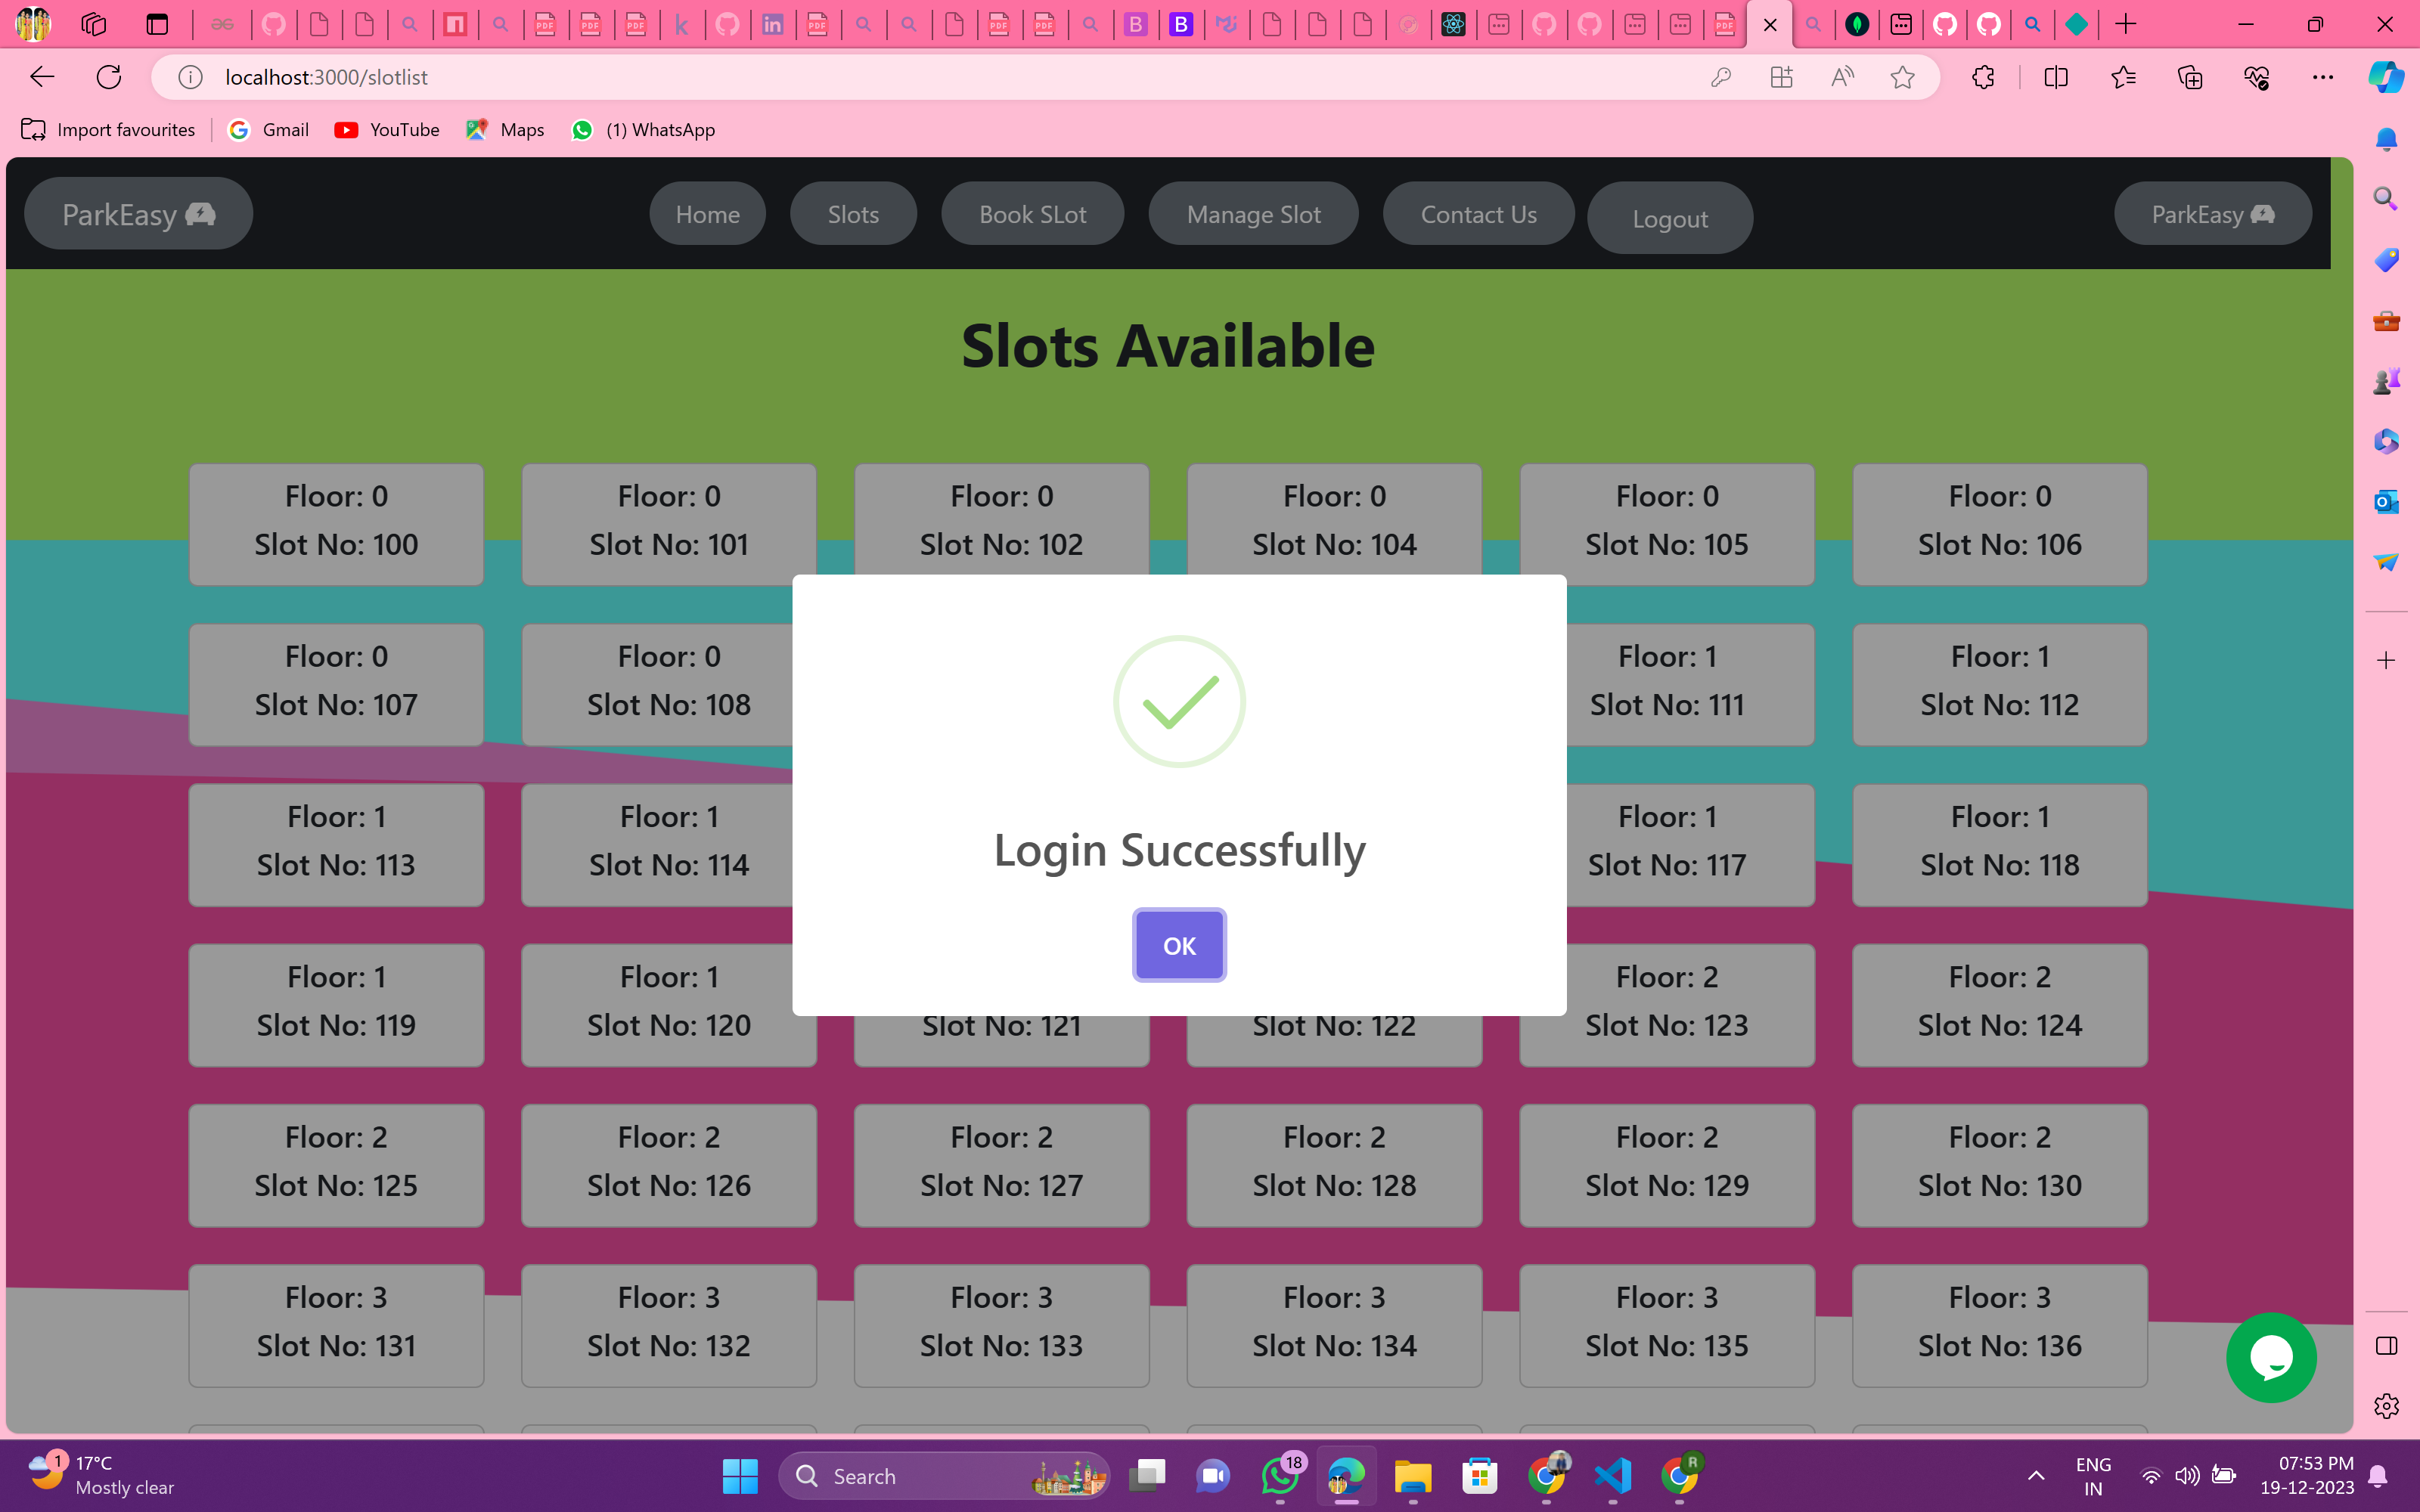 localhost:3000/slotlist
Import favourites
Gmail
YouTube
Maps
(1) WhatsApp
ParkEasy
Home
Slots
Book SLot
Manage Slot
Contact Us
Logout
ParkEasy
Slots Available
Floor: 0
Slot No: 100
Floor: 0
Slot No: 101
Floor: 0
Slot No: 102
Floor: 0
Slot No: 104
Floor: 0
Slot No: 105
Floor: 0
Slot No: 106
Floor: 0
Slot No: 107
Floor: 0
Slot No: 108
Floor: 1
Slot No: 111
Floor: 1
Slot No: 112
Login Successfully
OK
Floor: 1
Slot No: 113
Floor: 1
Slot No: 114
Floor: 1
Slot No: 117
Floor: 1
Slot No: 118
Floor: 1
Slot No: 119
Floor: 1
Slot No: 120
Slot No: 121
Slot No: 122
Floor: 2
Slot No: 123
Floor: 2
Slot No: 124
Floor: 2
Slot No: 125
Floor: 2
Slot No: 126
Floor: 2
Slot No: 127
Floor: 2
Slot No: 128
Floor: 2
Slot No: 129
Floor: 2
Slot No: 130
Floor: 3
Slot No: 131
Floor: 3
Slot No: 132
Floor: 3
Slot No: 133
Floor: 3
Slot No: 134
Floor: 3
Slot No: 135
Floor: 3
Slot No: 136
1
17°C
Mostly clear
Search
18
R
ENG
IN
07:53 PM
19-12-2023